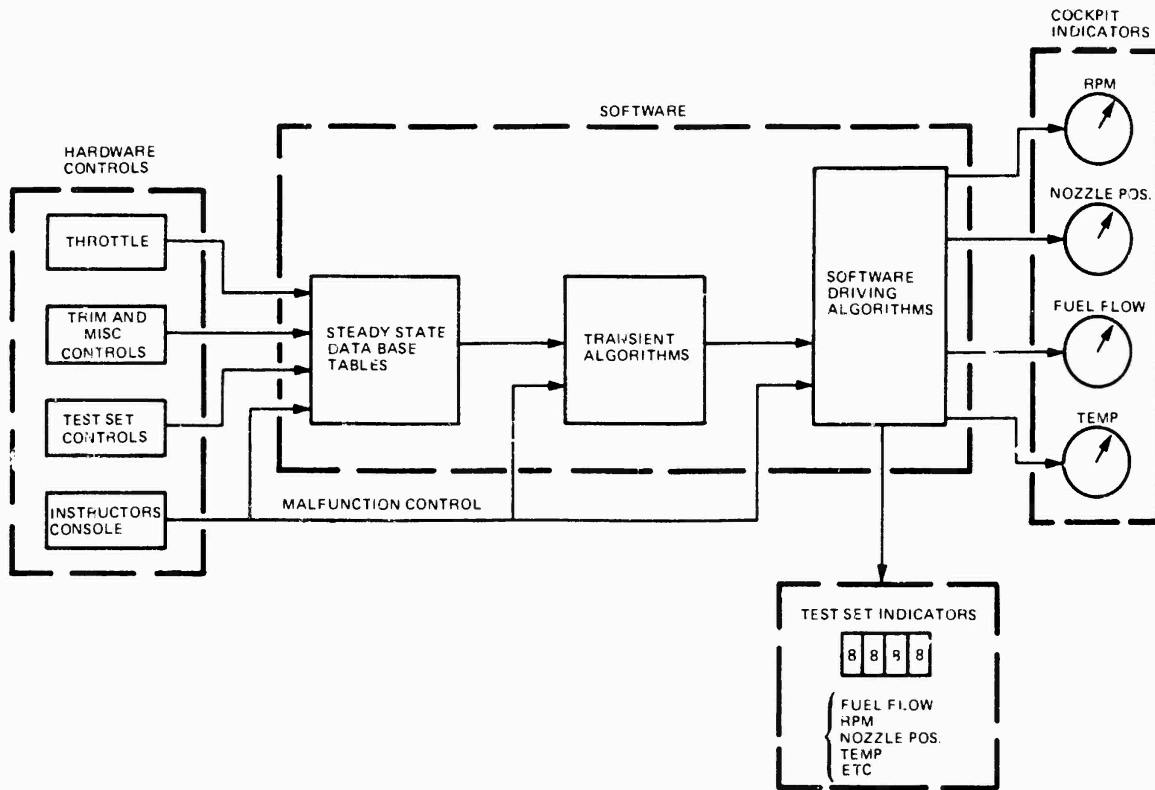 COCKPIT
INDICATORS
RPM
NOZZLE POS.
FUEL FLOW
TEMP
SOFTWARE
HARDWARE
CONTROLS
THROTTLE
TRIM AND
MISC
CONTROLS
TEST SET
CONTROLS
INSTRUCTORS
CONSOLE
STEADY STATE
DATA BASE
TABLES
TRANSIENT
ALGORITHMS
SOFTWARE
DRIVING
ALGORITHMS
MALFUNCTION CONTROL
TEST SET INDICATORS
8 8 8 8
FUEL FLOW
RPM
NOZZLE POS.
TEMP
ETC